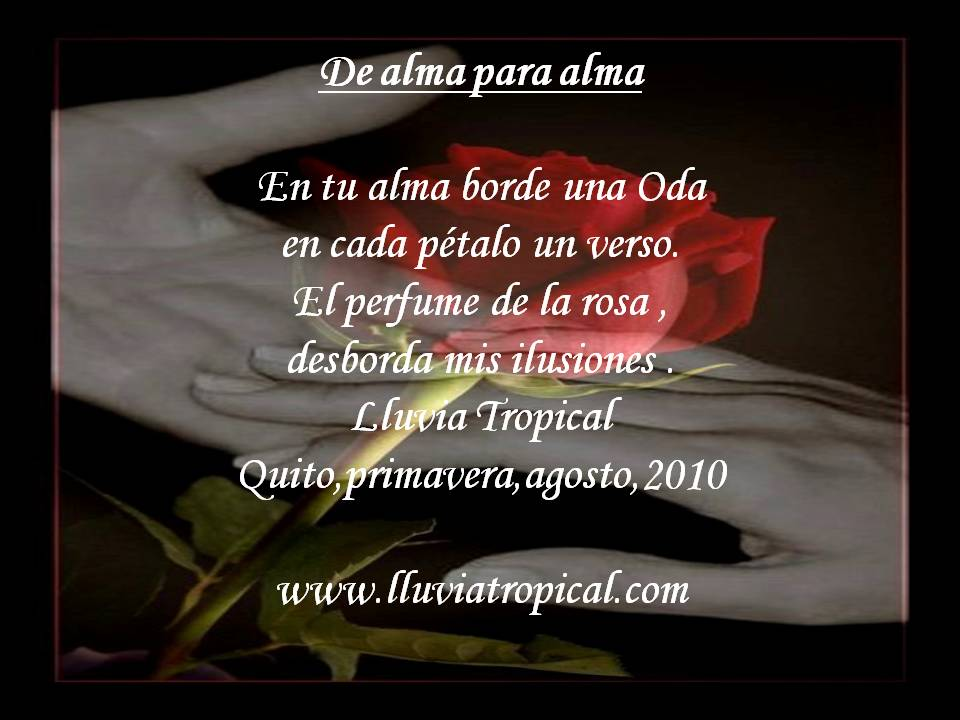 De alma para alma
En tu alma borde una Oda
en cada pétalo un verso.
El perfume de la rosa ,
desborda mis ilusiones .
Lluvia Tropical
Quito,primavera,agosto,2010
www.lluviatropical.com